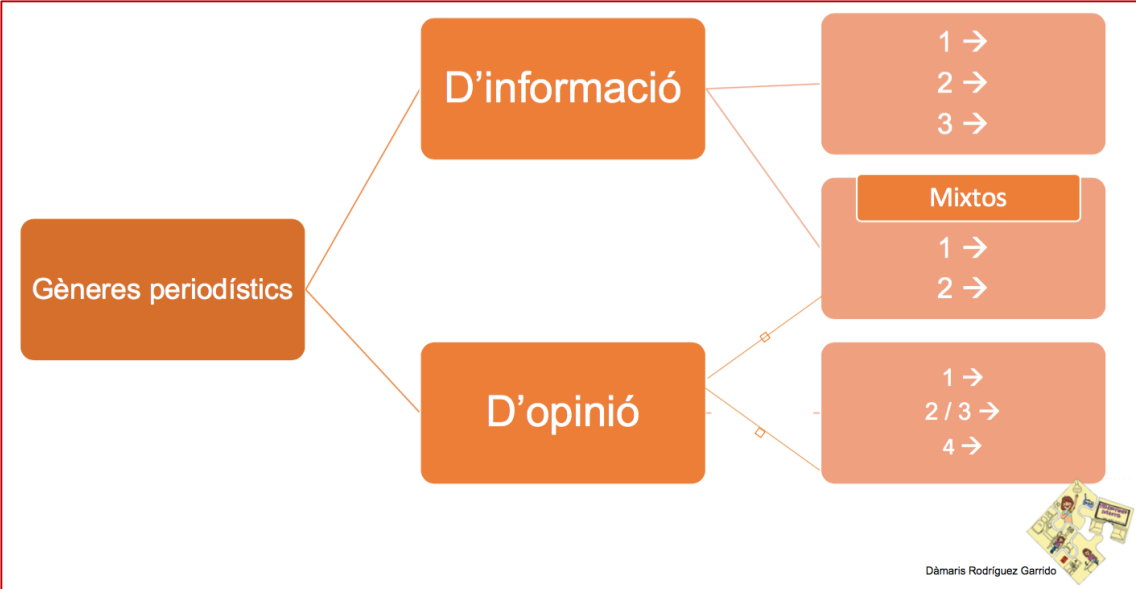 D’informació
1 →
2 →
3 →
Mixtos
1 →
2 →
Gèneres periodístics
D’opinió
1 →
2 / 3 →
4 →
Dàmaris Rodríguez Garrido